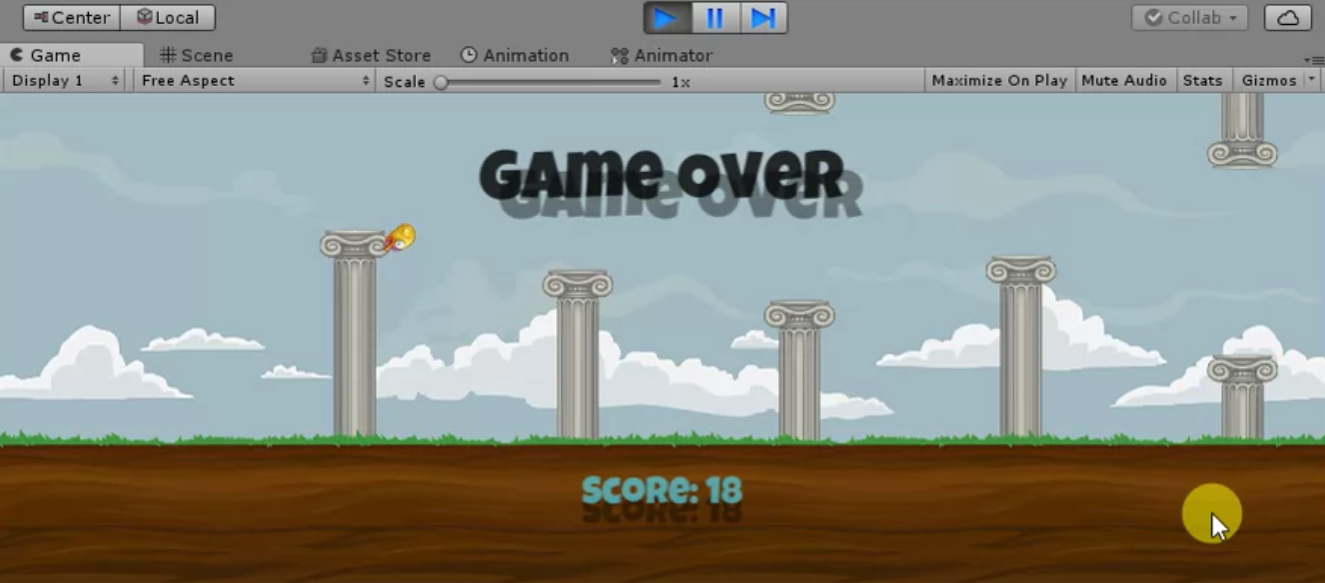 Center Local Collab
Game Scene Asset Store Animation Animator
Display 1 Free Aspect Scale 1x Maximize On Play Mute Audio Stats Gizmos
GAme OVeR
SCORe: 18